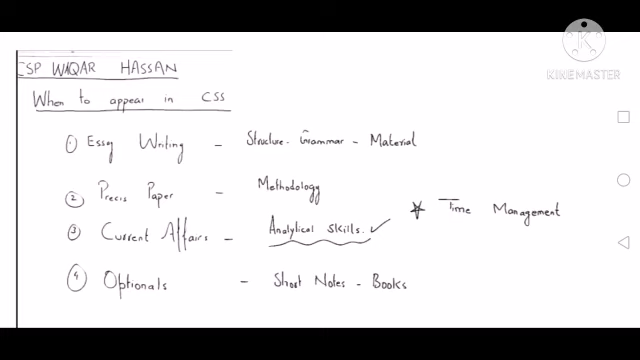 CSP WAQAR HASSAN
When to appear in CSS
① Essay Writing - Structure - Grammar - Material
② Precis Paper - Methodology
③ Current Affairs - Analytical Skills. ✓
* Time Management
④ Optionals - Short Notes - Books
KINEMASTER